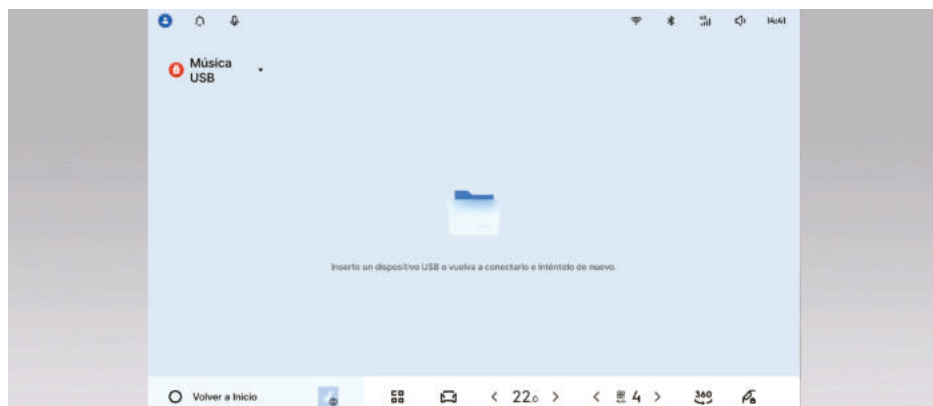 14:41
Música
USB
Inserte un dispositivo USB o vuelva a conectarlo e inténtelo de nuevo.
Volver a Inicio
22.0
4
360